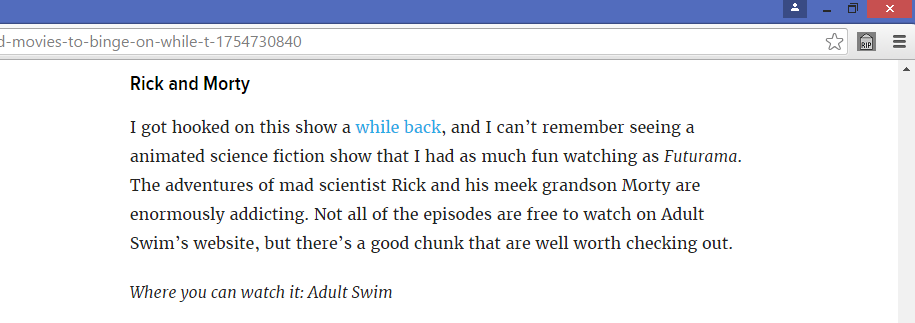 d-movies-to-binge-on-while-t-1754730840
RIP
Rick and Morty
I got hooked on this show a while back, and I can’t remember seeing a
animated science fiction show that I had as much fun watching as Futurama.
The adventures of mad scientist Rick and his meek grandson Morty are
enormously addicting. Not all of the episodes are free to watch on Adult
Swim’s website, but there’s a good chunk that are well worth checking out.
Where you can watch it: Adult Swim